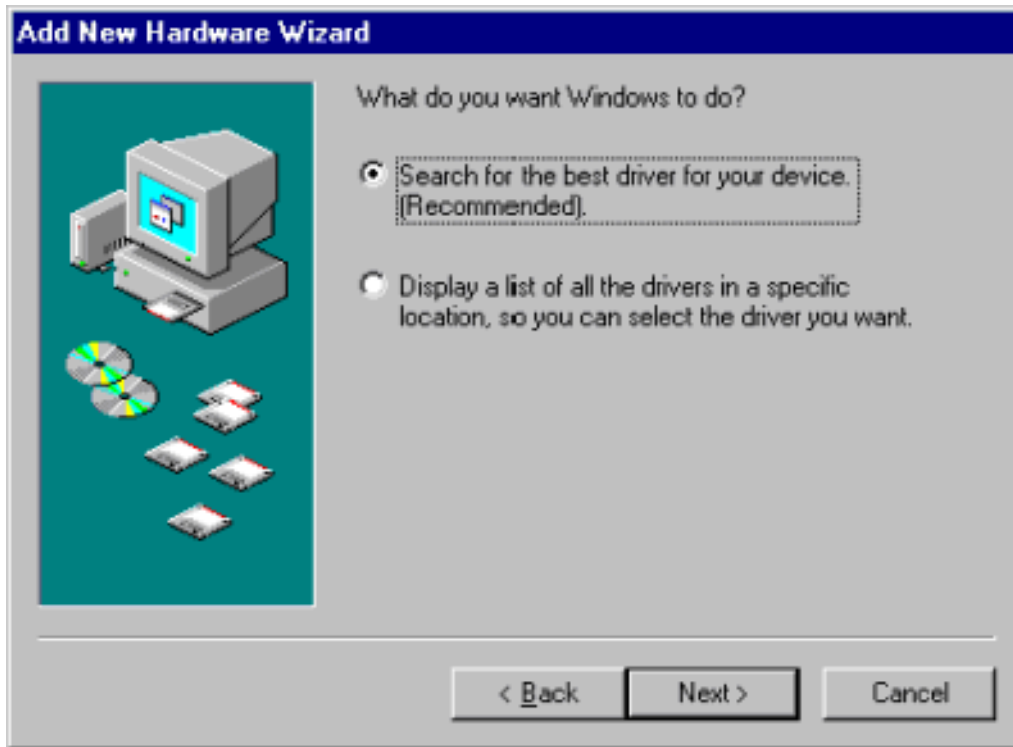 Add New Hardware Wizard
What do you want Windows to do?
Search for the best driver for your device.
(Recommended).
Display a list of all the drivers in a specific
location, so you can select the driver you want.
< Back
Next >
Cancel